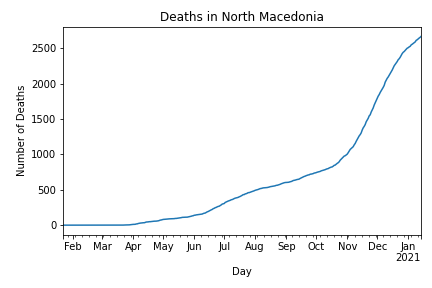 Deaths in North Macedonia
Number of Deaths
2500
2000
1500
1000
500
0
Feb Mar Apr May Jun Jul Aug Sep Oct Nov Dec Jan
2021
Day